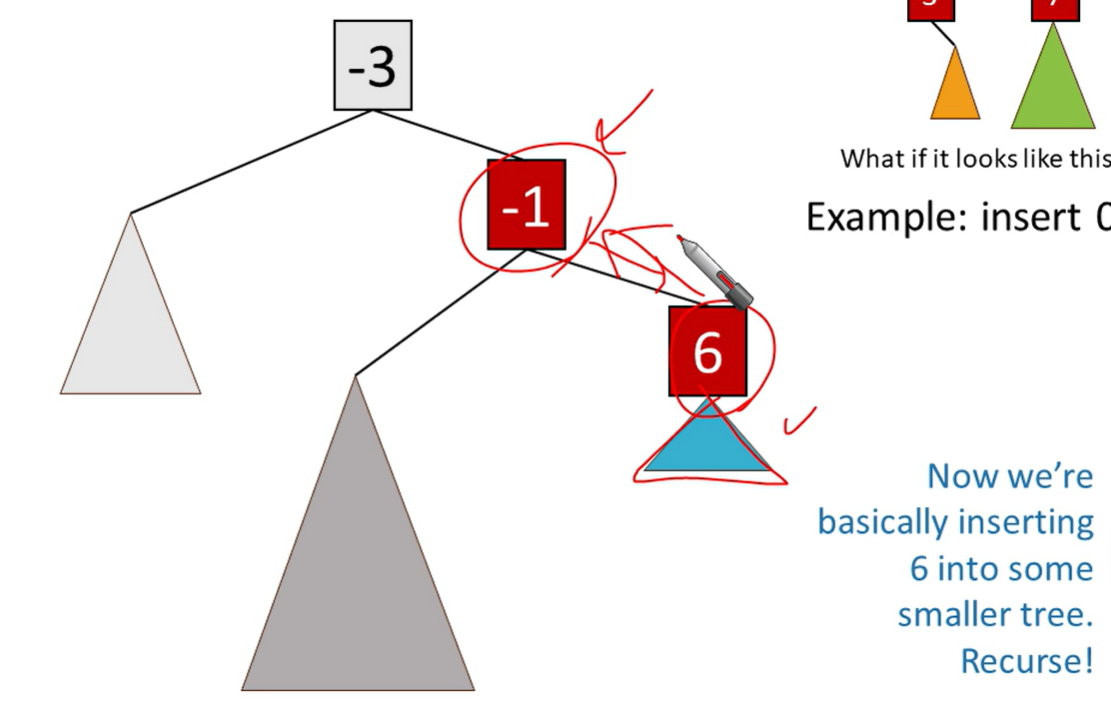 -3
-1
6
What if it looks like this
Example: insert 0
Now we're
basically inserting
6 into some
smaller tree.
Recurse!